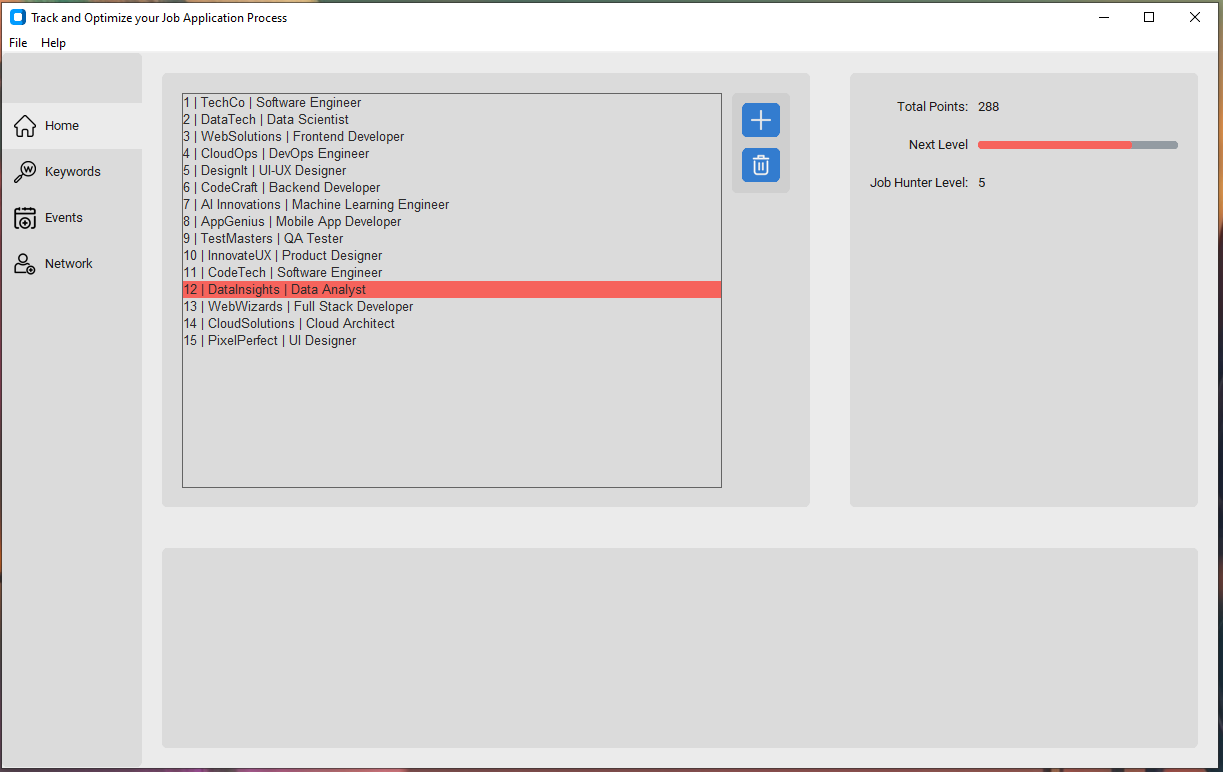 Track and Optimize your Job Application Process
File Help
Home
Keywords
Events
Network
1 | TechCo | Software Engineer
2 | DataTech | Data Scientist
3 | WebSolutions | Frontend Developer
4 | CloudOps | DevOps Engineer
5 | DesignIt | UI-UX Designer
6 | CodeCraft | Backend Developer
7 | AI Innovations | Machine Learning Engineer
8 | AppGenius | Mobile App Developer
9 | TestMasters | QA Tester
10 | InnovateUX | Product Designer
11 | CodeTech | Software Engineer
12 | DataInsights | Data Analyst
13 | WebWizards | Full Stack Developer
14 | CloudSolutions | Cloud Architect
15 | PixelPerfect | UI Designer
Total Points: 288
Next Level
Job Hunter Level: 5